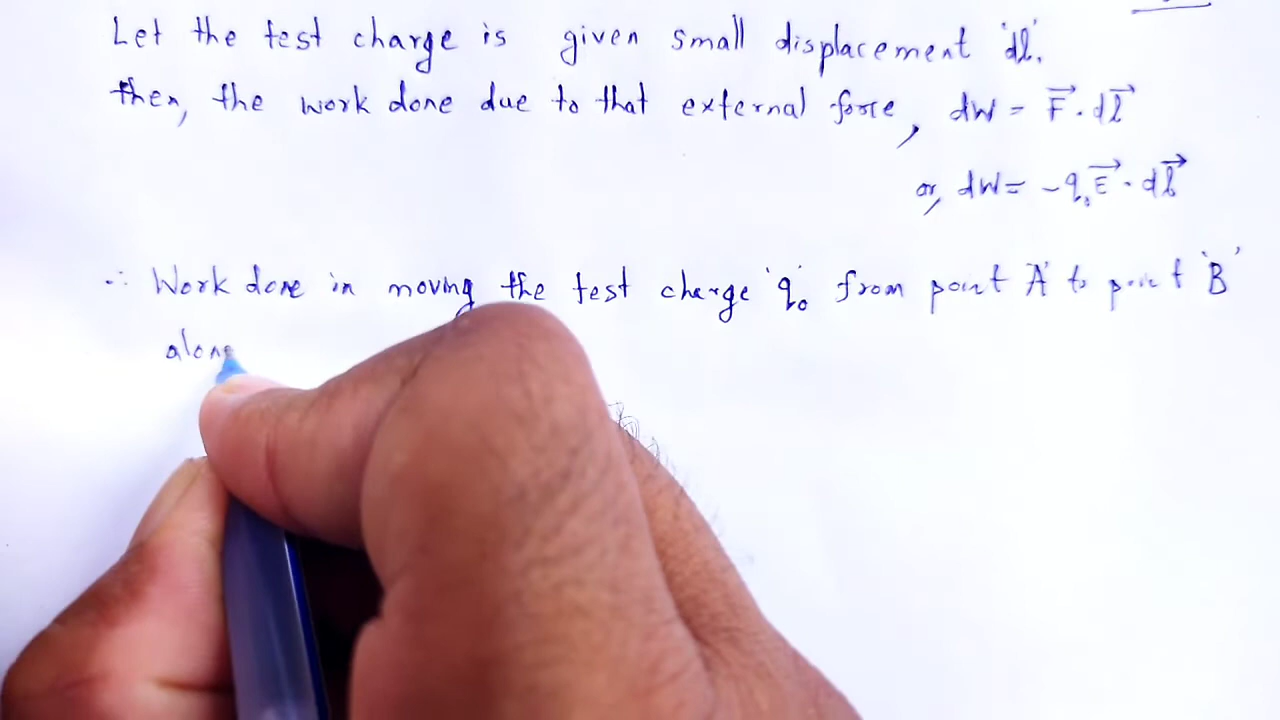 Let the test charge is given small displacement 'dl'.
then, the work done due to that external force, dW = F⃗ . dl⃗
or, dW = -q₀E⃗ . dl⃗
∴ Work done in moving the test charge 'q₀' from point 'A' to point 'B'
along